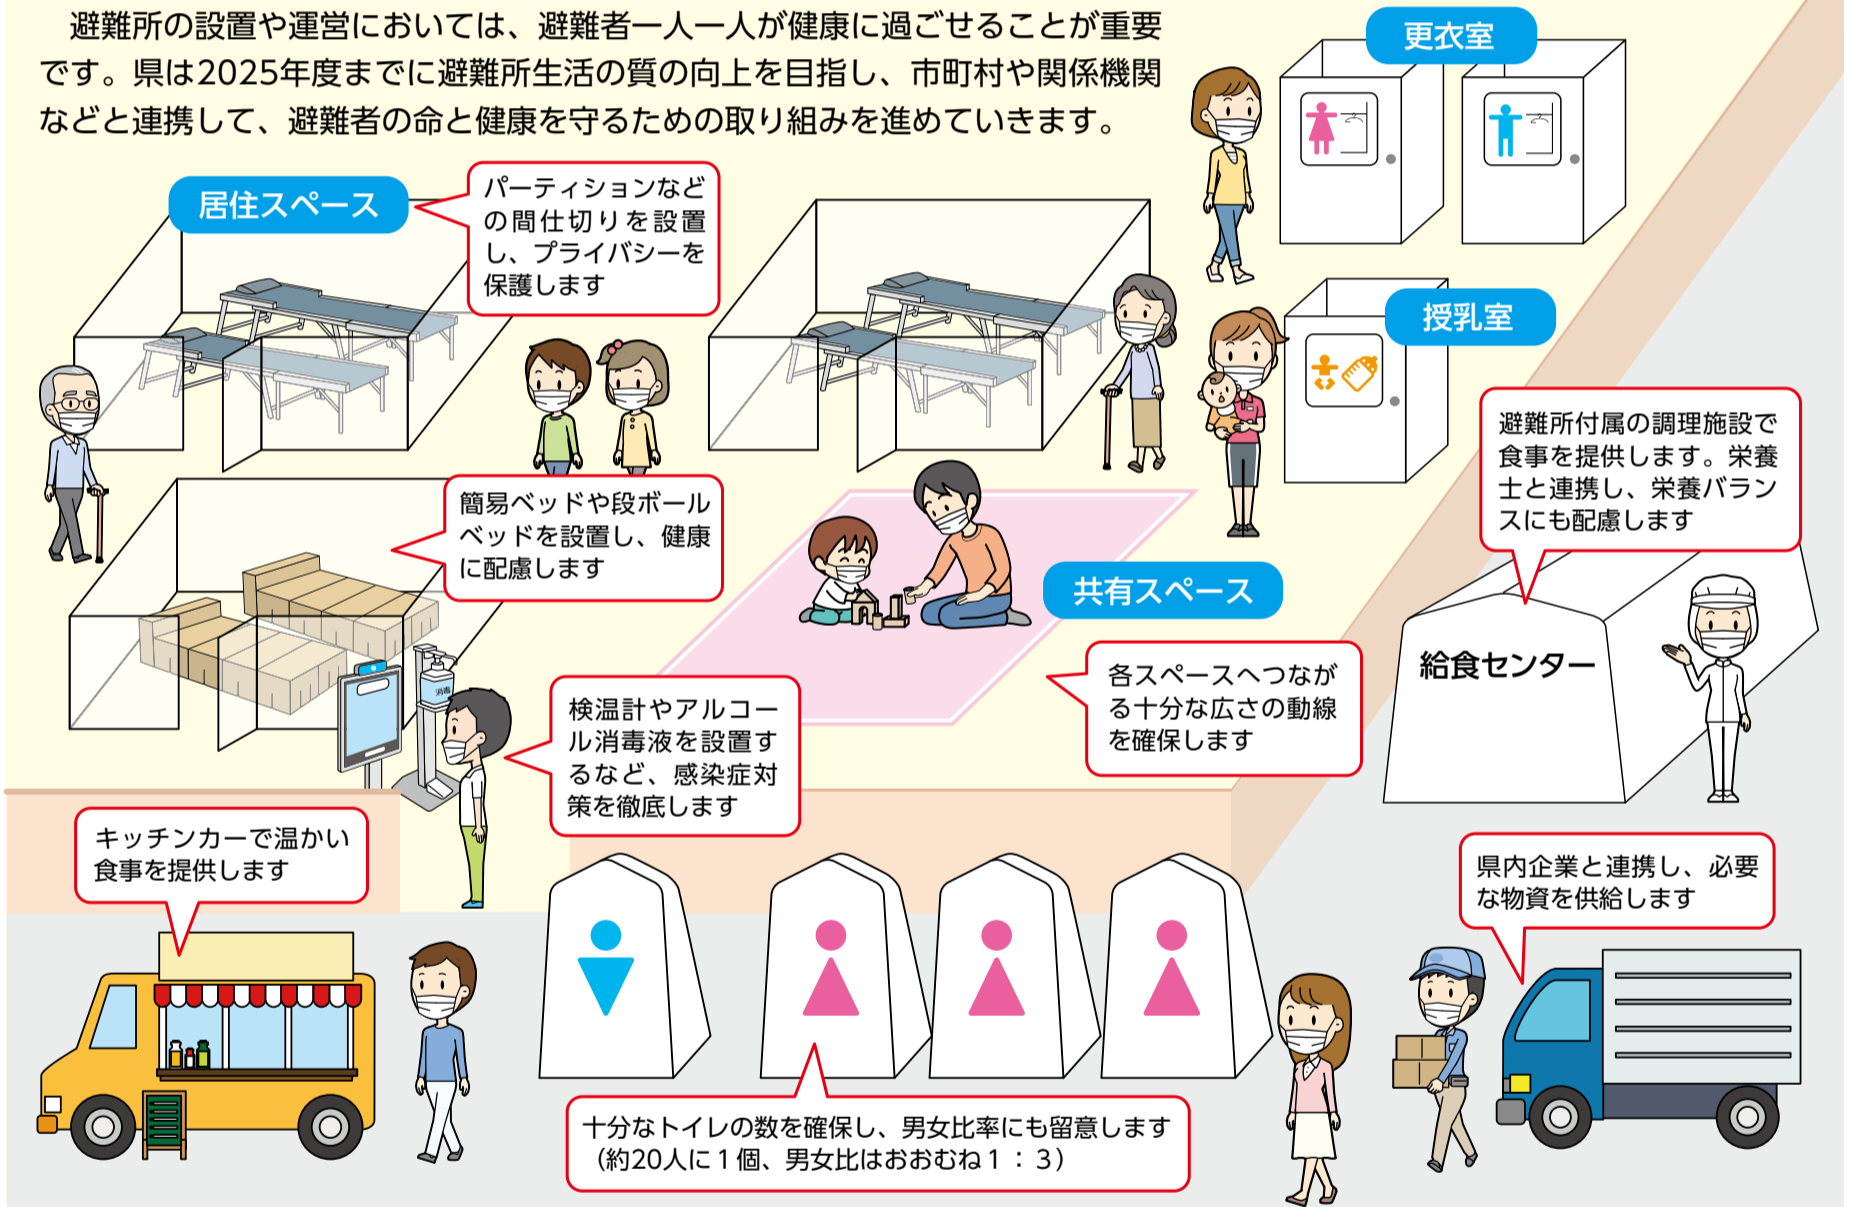 避難所の設置や運営においては、避難者一人一人が健康に過ごせることが重要
です。県は2025年度までに避難所生活の質の向上を目指し、市町村や関係機関
などと連携して、避難者の命と健康を守るための取り組みを進めていきます。
更衣室
居住スペース
パーティションなど
の間仕切りを設置
し、プライバシーを
保護します
授乳室
避難所付属の調理施設で
食事を提供します。栄養
士と連携し、栄養バラン
スにも配慮します
簡易ベッドや段ボール
ベッドを設置し、健康
に配慮します
共有スペース
各スペースへつなが
る十分な広さの動線
を確保します
給食センター
消毒
検温計やアルコー
ル消毒液を設置す
るなど、感染症対
策を徹底します
キッチンカーで温かい
食事を提供します
県内企業と連携し、必要
な物資を供給します
十分なトイレの数を確保し、男女比率にも留意します
（約20人に１個、男女比はおおむね１：３）